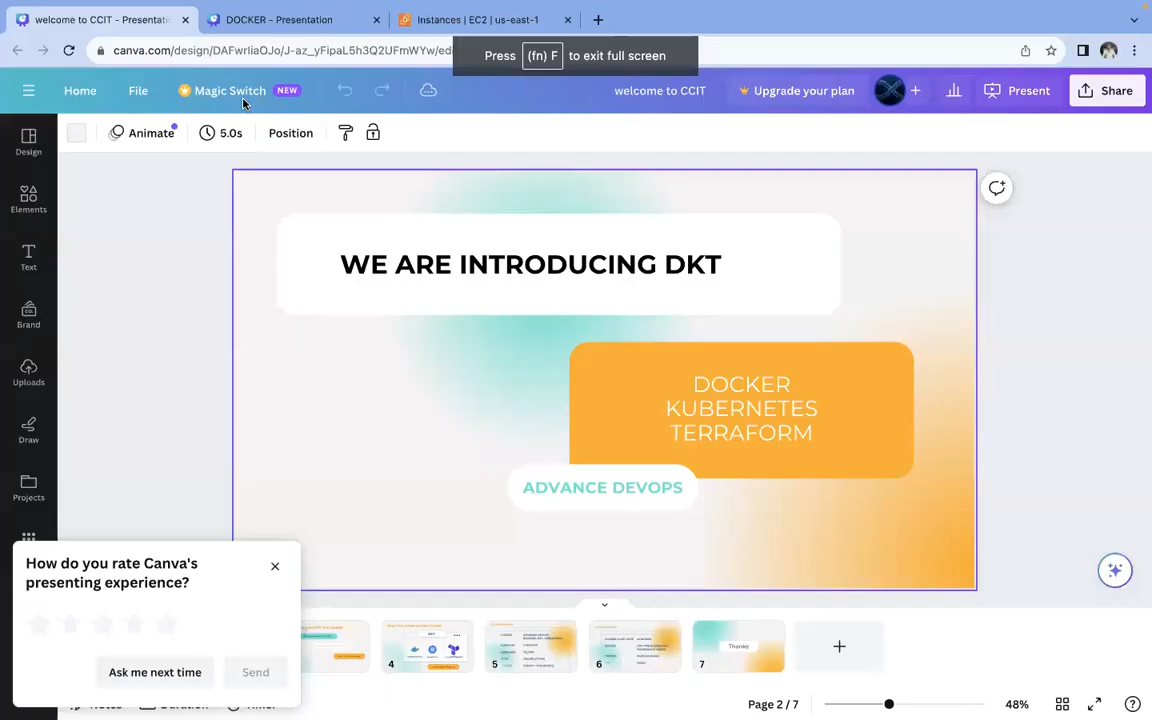 welcome to CCIT - Presentati
DOCKER - Presentation
Instances | EC2 | us-east-1
canva.com/design/DAFwrIiaOJo/J-az_yFipaL5h3Q2UFmWYw/ed
Press (fn) F to exit full screen
Home
File
Magic Switch NEW
welcome to CCIT
Upgrade your plan
Present
Share
Animate
5.0s
Position
Design
Elements
Text
Brand
Uploads
Draw
Projects
WE ARE INTRODUCING DKT
DOCKER
KUBERNETES
TERRAFORM
ADVANCE DEVOPS
How do you rate Canva's
presenting experience?
Ask me next time
Send
4
5
6
7
Thanks
Notes
Duration
Timer
Page 2 / 7
48%